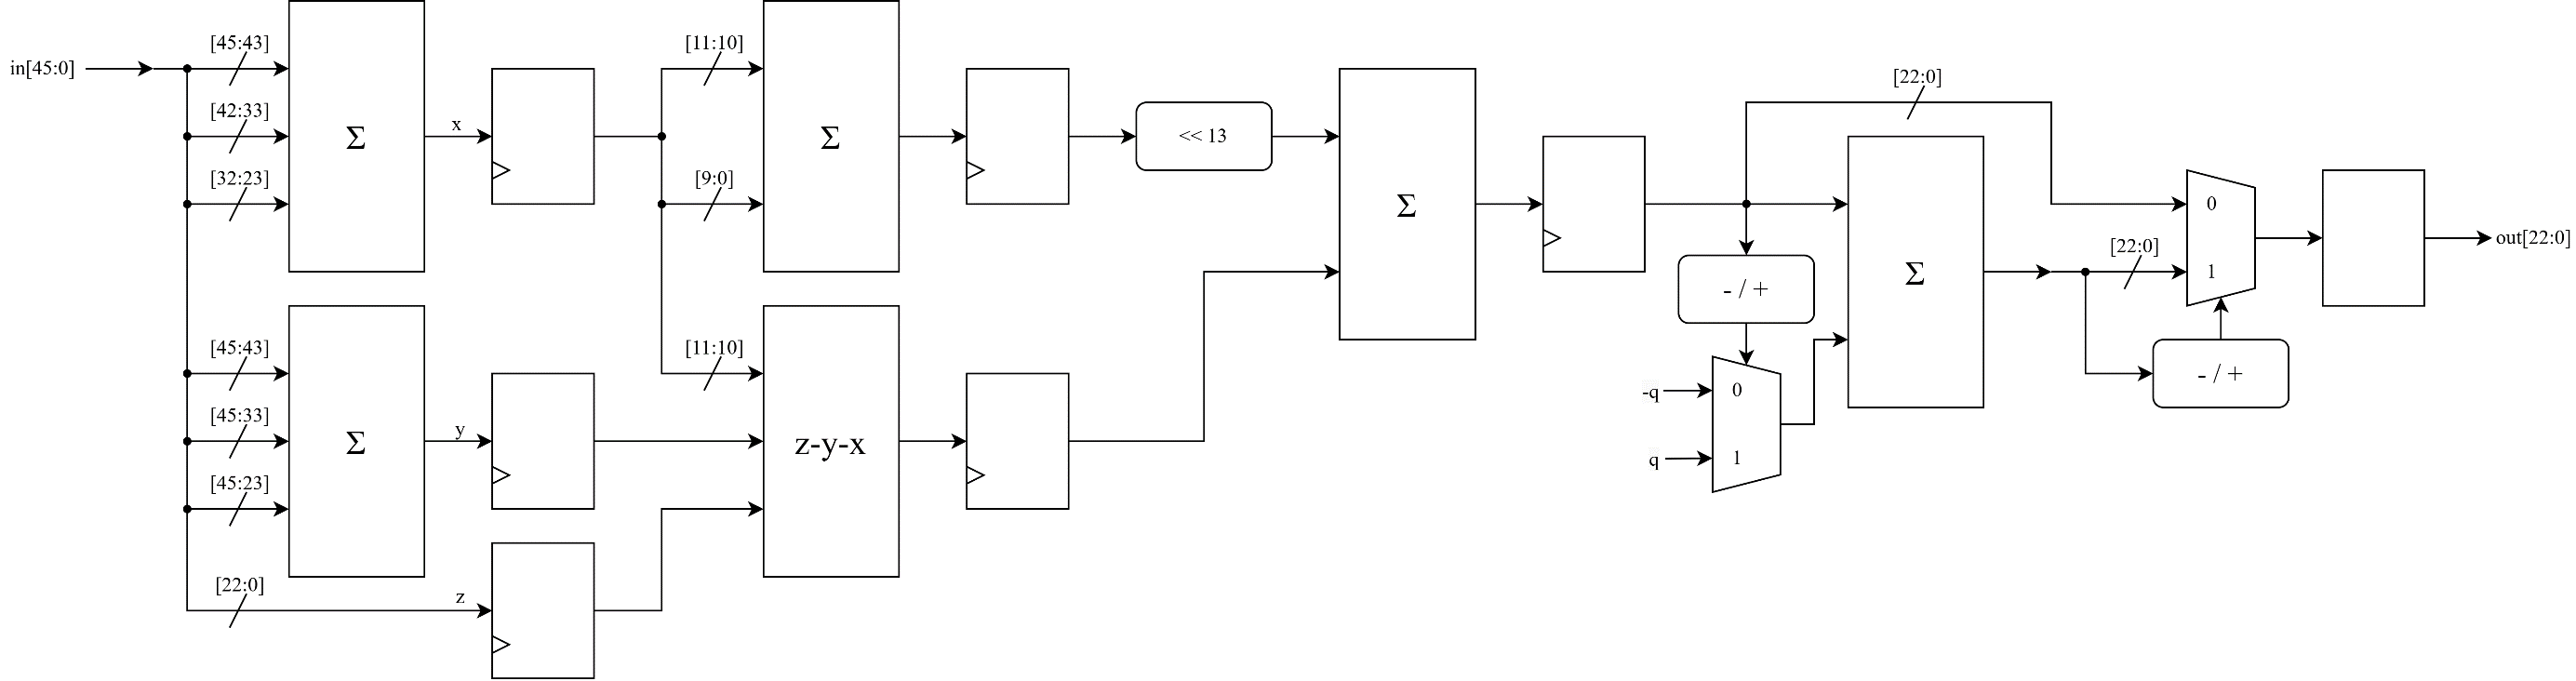 in[45:0]
[45:43]
[42:33]
[32:23]
Σ
x
[11:10]
[9:0]
Σ
<< 13
Σ
[22:0]
- / +
Σ
[22:0]
0
1
out[22:0]
- / +
-q
q
0
1
[45:43]
[45:33]
[45:23]
Σ
y
[11:10]
z-y-x
[22:0]
z